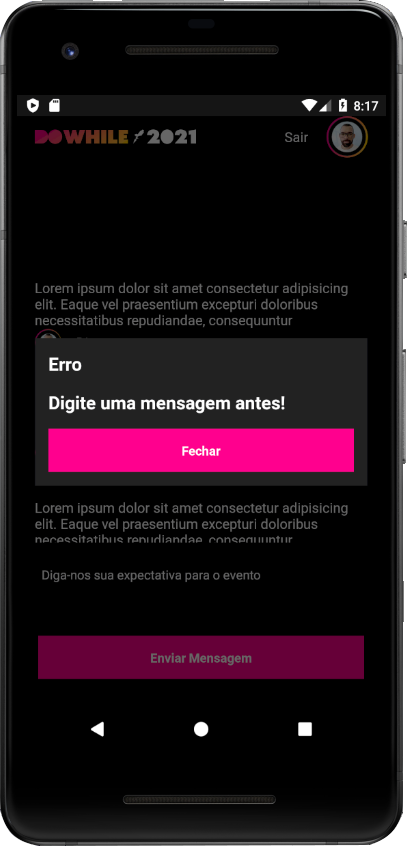 8:17
DOWHILE 2021
Sair
Lorem ipsum dolor sit amet consectetur adipisicing
elit. Eaque vel praesentium excepturi doloribus
necessitatibus repudiandae, consequuntur
Erro
Digite uma mensagem antes!
Fechar
Lorem ipsum dolor sit amet consectetur adipisicing
elit. Eaque vel praesentium excepturi doloribus
necessitatibus repudiandae, consequuntur
Diga-nos sua expectativa para o evento
Enviar Mensagem